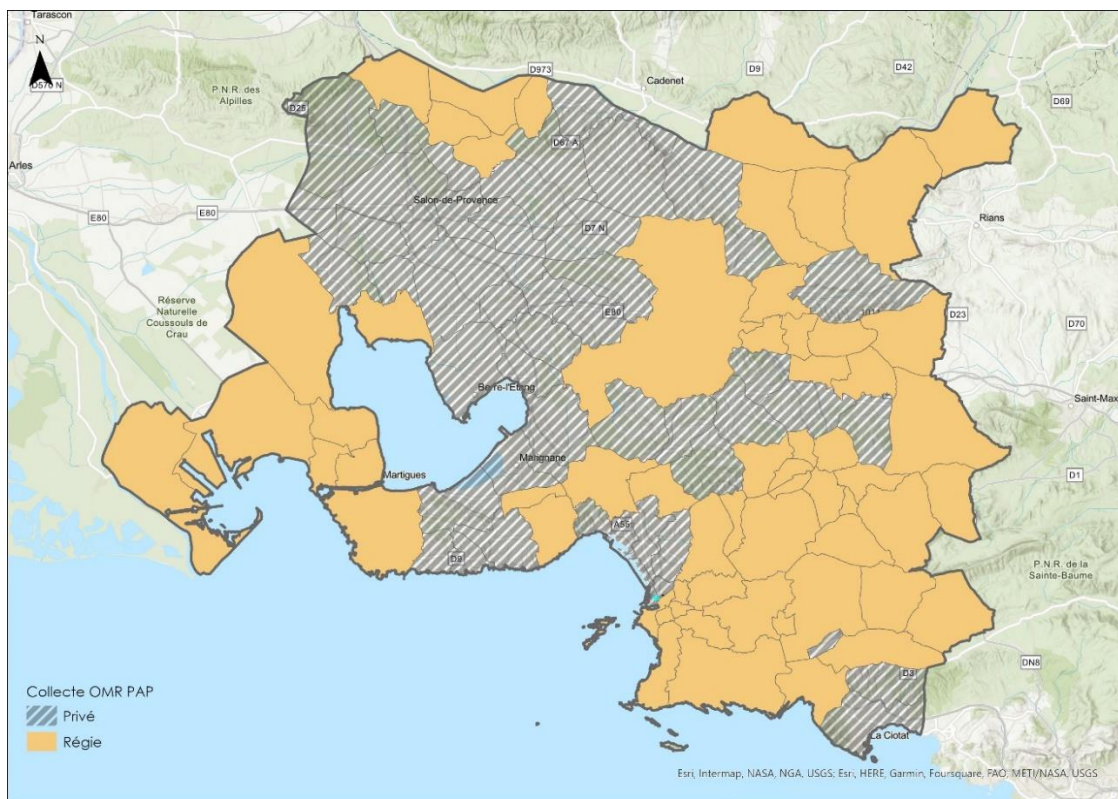 Tarascon
N
D570 N
P.N.R. des
Alpilles
D973
Cadenet
D9
D42
D69
D28
D67 A
Arles
E80
E80
Salon-de-Provence
D7 N
Rians
Réserve
Naturelle
Coussouls de
Crau
E80
D23
D70
Berre-l'Étang
Saint-Max
Martigues
Marignane
D1
A55
D9
P.N.R. de la
Sainte-Baume
DN8
D3
La Ciotat
Collecte OMR PAP
Privé
Régie
Esri, Intermap, NASA, NGA, USGS; Esri, HERE, Garmin, Foursquare, FAO, METI/NASA, USGS